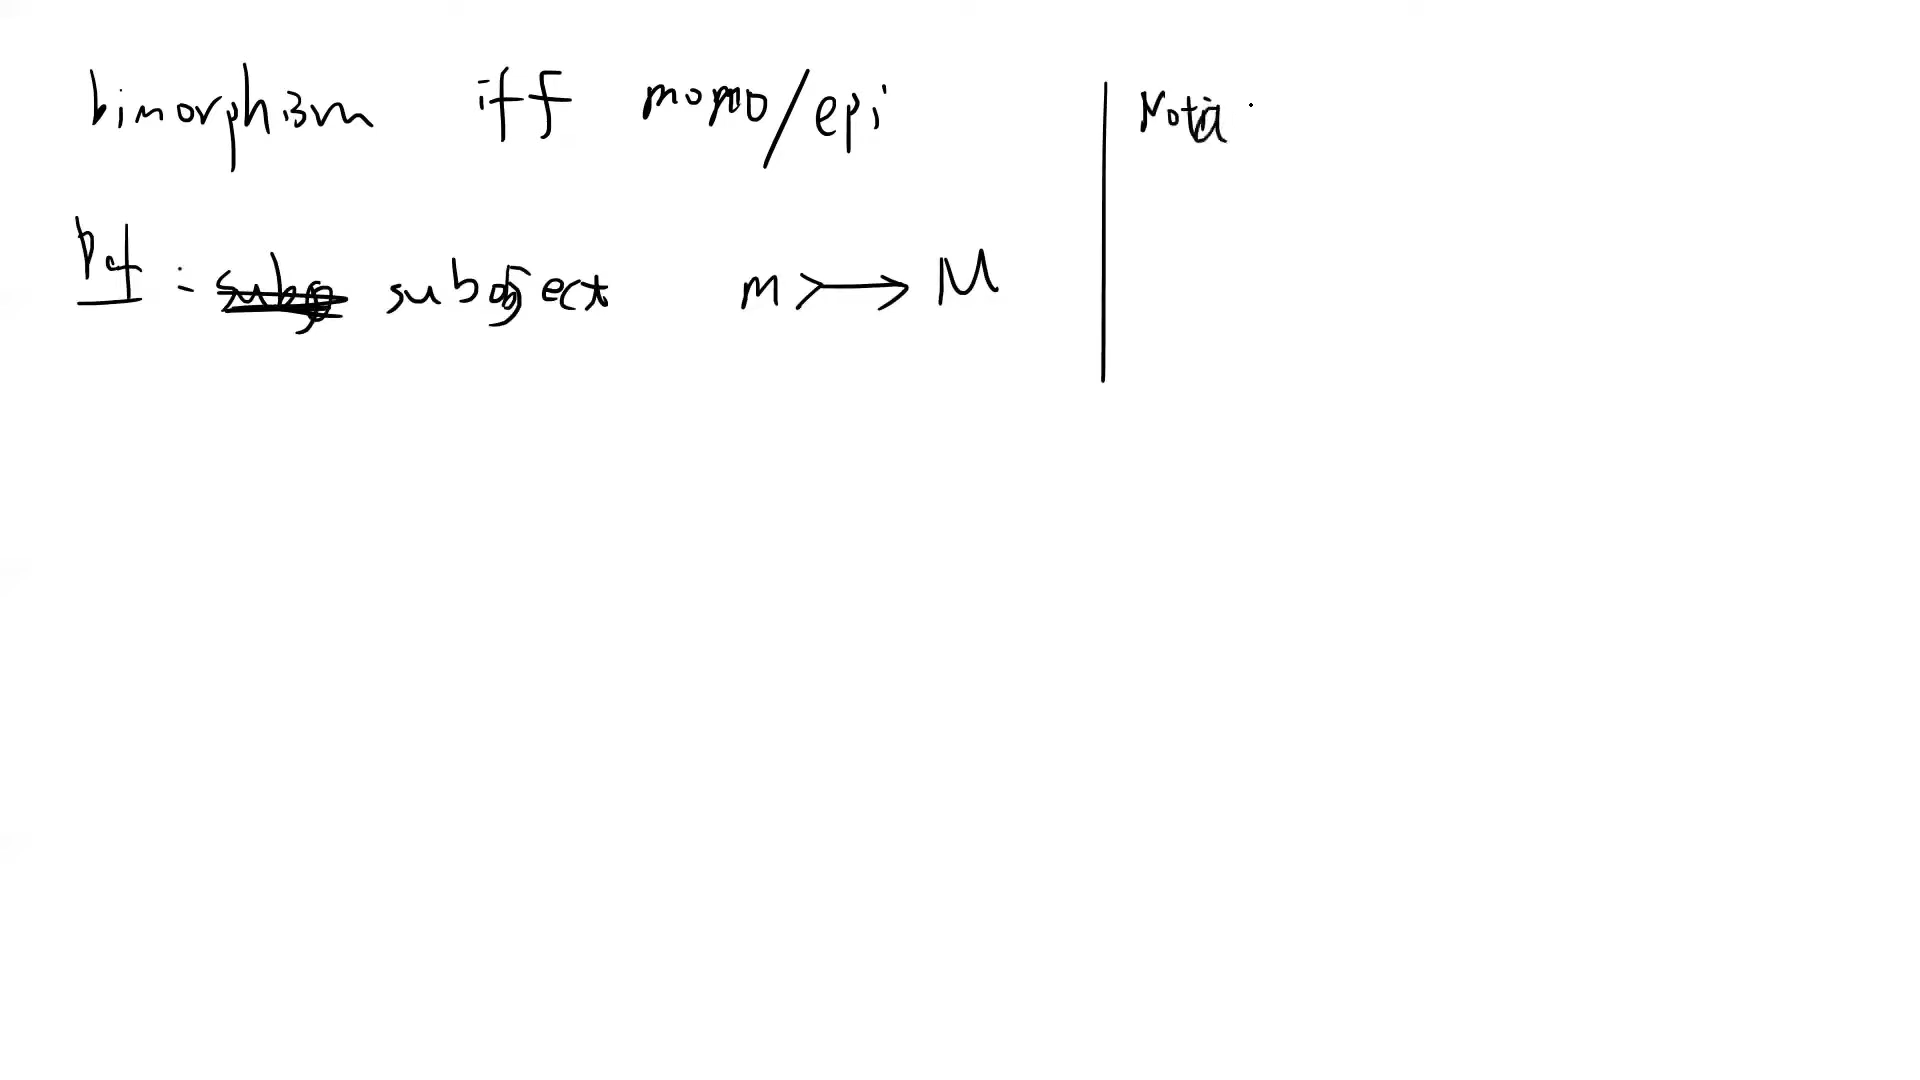 bimorphism iff mono/epi
Def : subobject m ↣ M
Nota